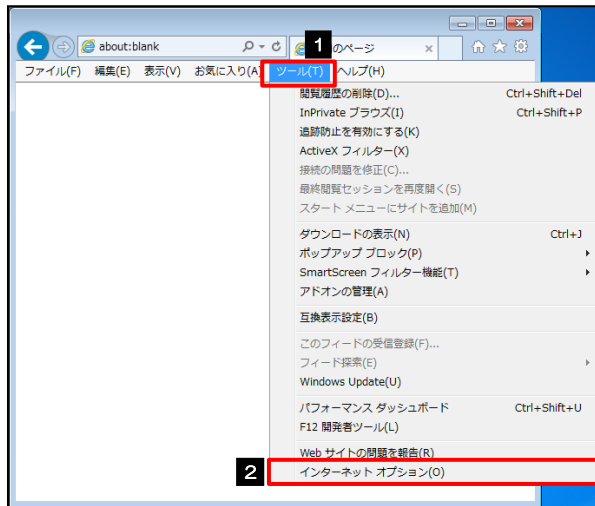 about:blank
1
のページ
ファイル(F) 編集(E) 表示(V) お気に入り(A) ツール(T) ヘルプ(H)
閲覧履歴の削除(D)... Ctrl+Shift+Del
InPrivate ブラウズ(I) Ctrl+Shift+P
追跡防止を有効にする(K)
ActiveX フィルター(X)
接続の問題を修正(C)...
最終閲覧セッションを再度開く(S)
スタート メニューにサイトを追加(M)
ダウンロードの表示(N) Ctrl+J
ポップアップ ブロック(P)
SmartScreen フィルター機能(T)
アドオンの管理(A)
互換表示設定(B)
このフィードの受信登録(F)...
フィード探索(E)
Windows Update(U)
パフォーマンス ダッシュボード Ctrl+Shift+U
F12 開発者ツール(L)
Web サイトの問題を報告(R)
2 インターネット オプション(O)